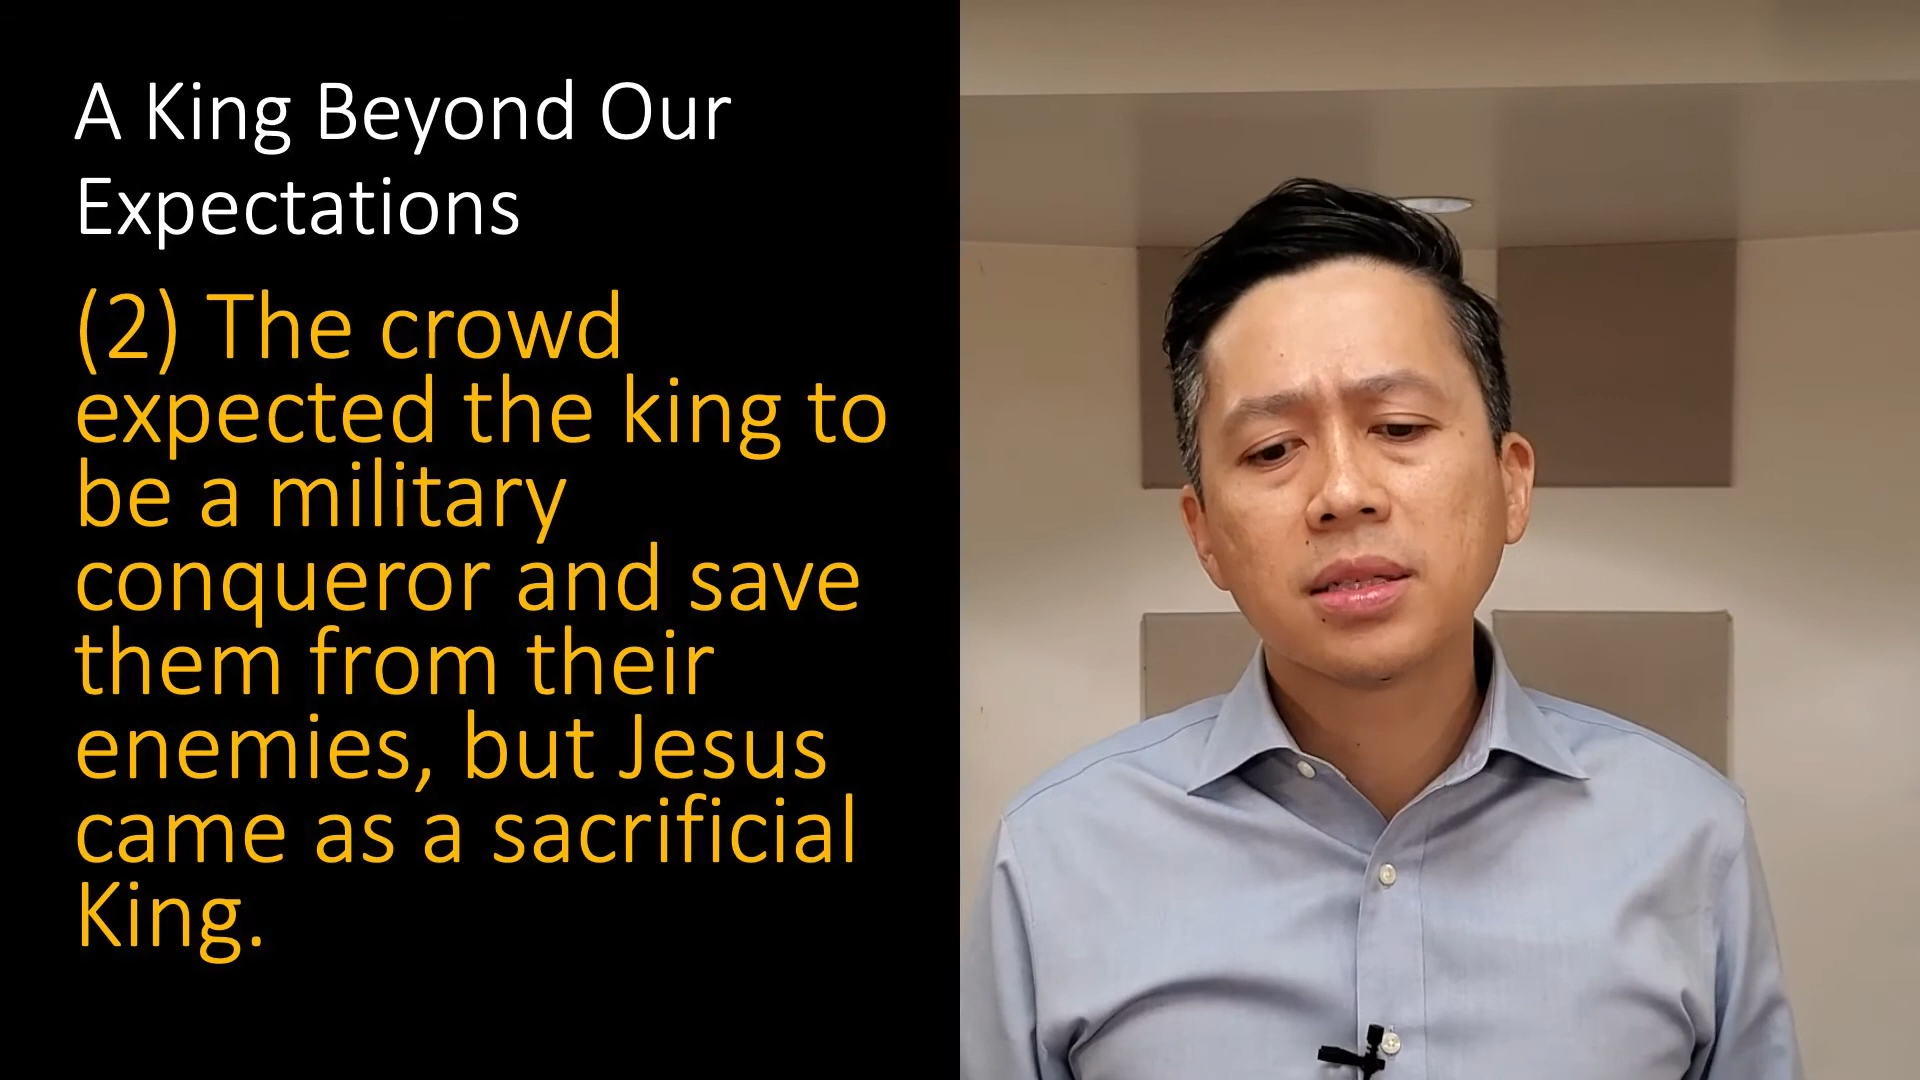 A King Beyond Our
Expectations
(2) The crowd
expected the king to
be a military
conqueror and save
them from their
enemies, but Jesus
came as a sacrificial
King.